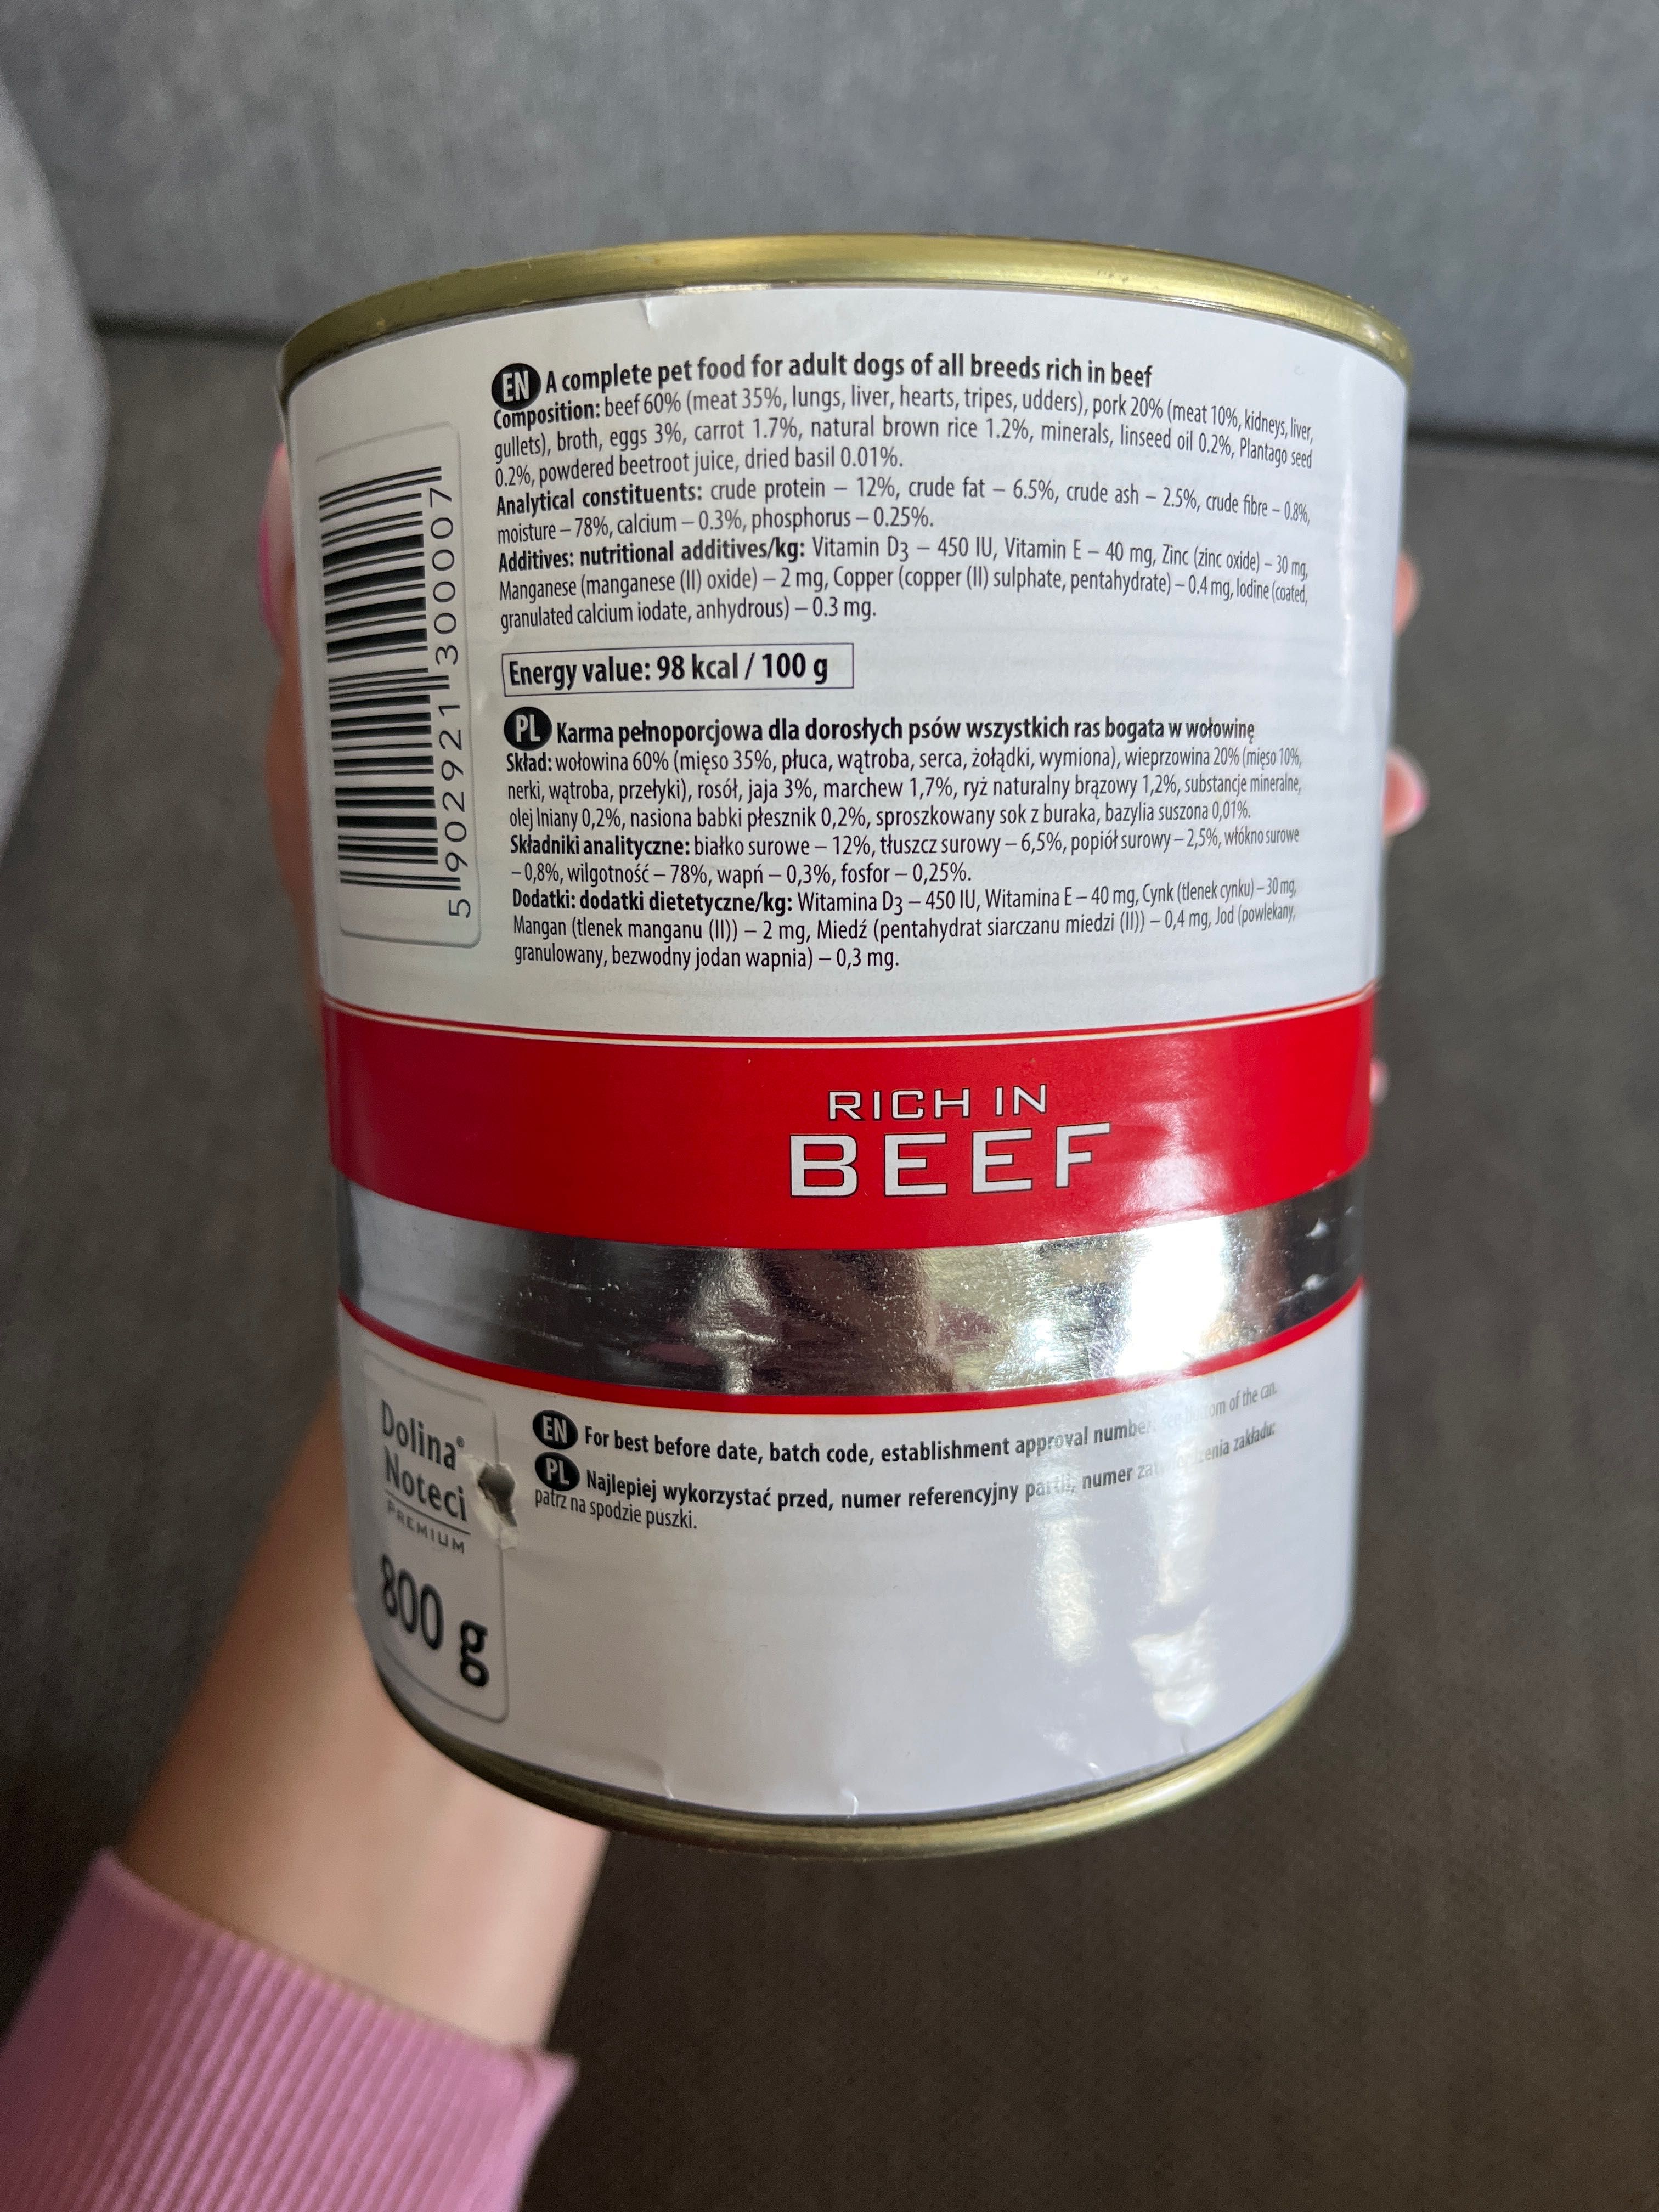 EN A complete pet food for adult dogs of all breeds rich in beef
Composition: beef 60% (meat 35%, lungs, liver, hearts, tripes, udders), pork 20% (meat 10%, kidneys, liver,
gullets), broth, eggs 3%, carrot 1.7%, natural brown rice 1.2%, minerals, linseed oil 0.2%, Plantago seed
0.2%, powdered beetroot juice, dried basil 0.01%.
Analytical constituents: crude protein – 12%, crude fat – 6.5%, crude ash – 2.5%, crude fibre – 0.8%,
moisture – 78%, calcium – 0.3%, phosphorus – 0.25%.
Additives: nutritional additives/kg: Vitamin D3 – 450 IU, Vitamin E – 40 mg, Zinc (zinc oxide) – 30 mg,
Manganese (manganese (II) oxide) – 2 mg, Copper (copper (II) sulphate, pentahydrate) – 0.4 mg, Iodine (coated,
granulated calcium iodate, anhydrous) – 0.3 mg.
Energy value: 98 kcal / 100 g
PL Karma pełnoporcjowa dla dorosłych psów wszystkich ras bogata w wołowinę
Skład: wołowina 60% (mięso 35%, płuca, wątroba, serca, żołądki, wymiona), wieprzowina 20% (mięso 10%,
nerki, wątroba, przełyki), rosół, jaja 3%, marchew 1,7%, ryż naturalny brązowy 1,2%, substancje mineralne,
olej lniany 0,2%, nasiona babki płesznik 0,2%, sproszkowany sok z buraka, bazylia suszona 0,01%.
Składniki analityczne: białko surowe – 12%, tłuszcz surowy – 6,5%, popiół surowy – 2,5%, włókno surowe
– 0,8%, wilgotność – 78%, wapń – 0,3%, fosfor – 0,25%.
Dodatki: dodatki dietetyczne/kg: Witamina D3 – 450 IU, Witamina E – 40 mg, Cynk (tlenek cynku) – 30 mg,
Mangan (tlenek manganu (II)) – 2 mg, Miedź (pentahydrat siarczanu miedzi (II)) – 0,4 mg, Jod (powlekany,
granulowany, bezwodny jodan wapnia) – 0,3 mg.
5 902921 300007
RICH IN
BEEF
Dolina®
Noteci
PREMIUM
800 g
EN For best before date, batch code, establishment approval number of the can.
PL Najlepiej wykorzystać przed, numer referencyjny partii, numer zakładu:
patrz na spodzie puszki.